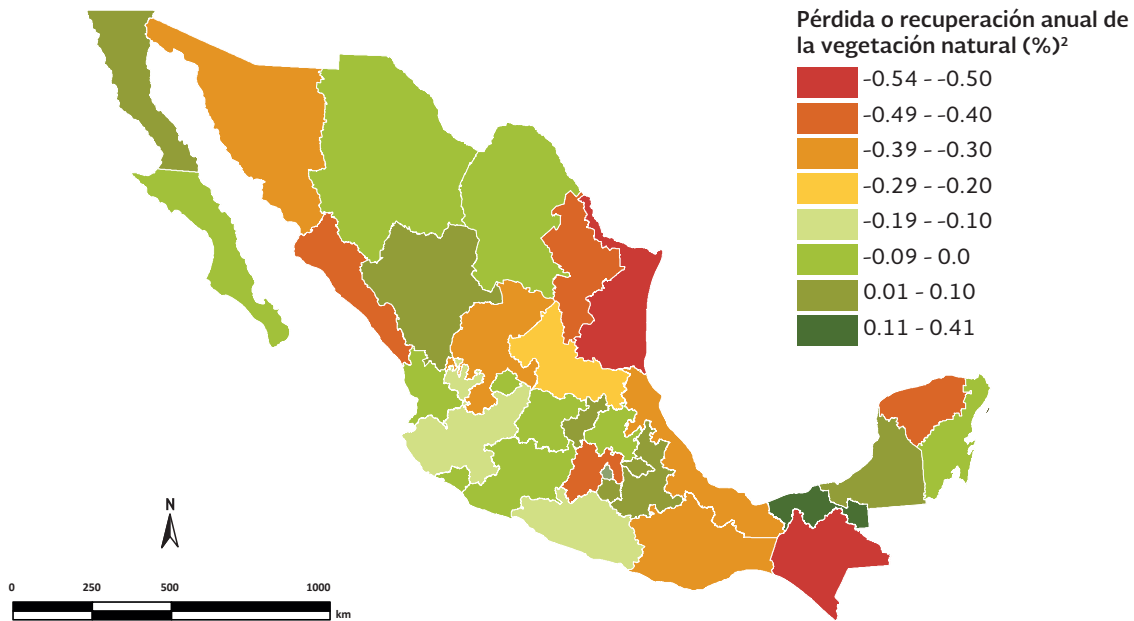 Pérdida o recuperación anual de
la vegetación natural (%)²
-0.54 - -0.50
-0.49 - -0.40
-0.39 - -0.30
-0.29 - -0.20
-0.19 - -0.10
-0.09 - 0.0
0.01 - 0.10
0.11 - 0.41
N
0 250 500 1000
km